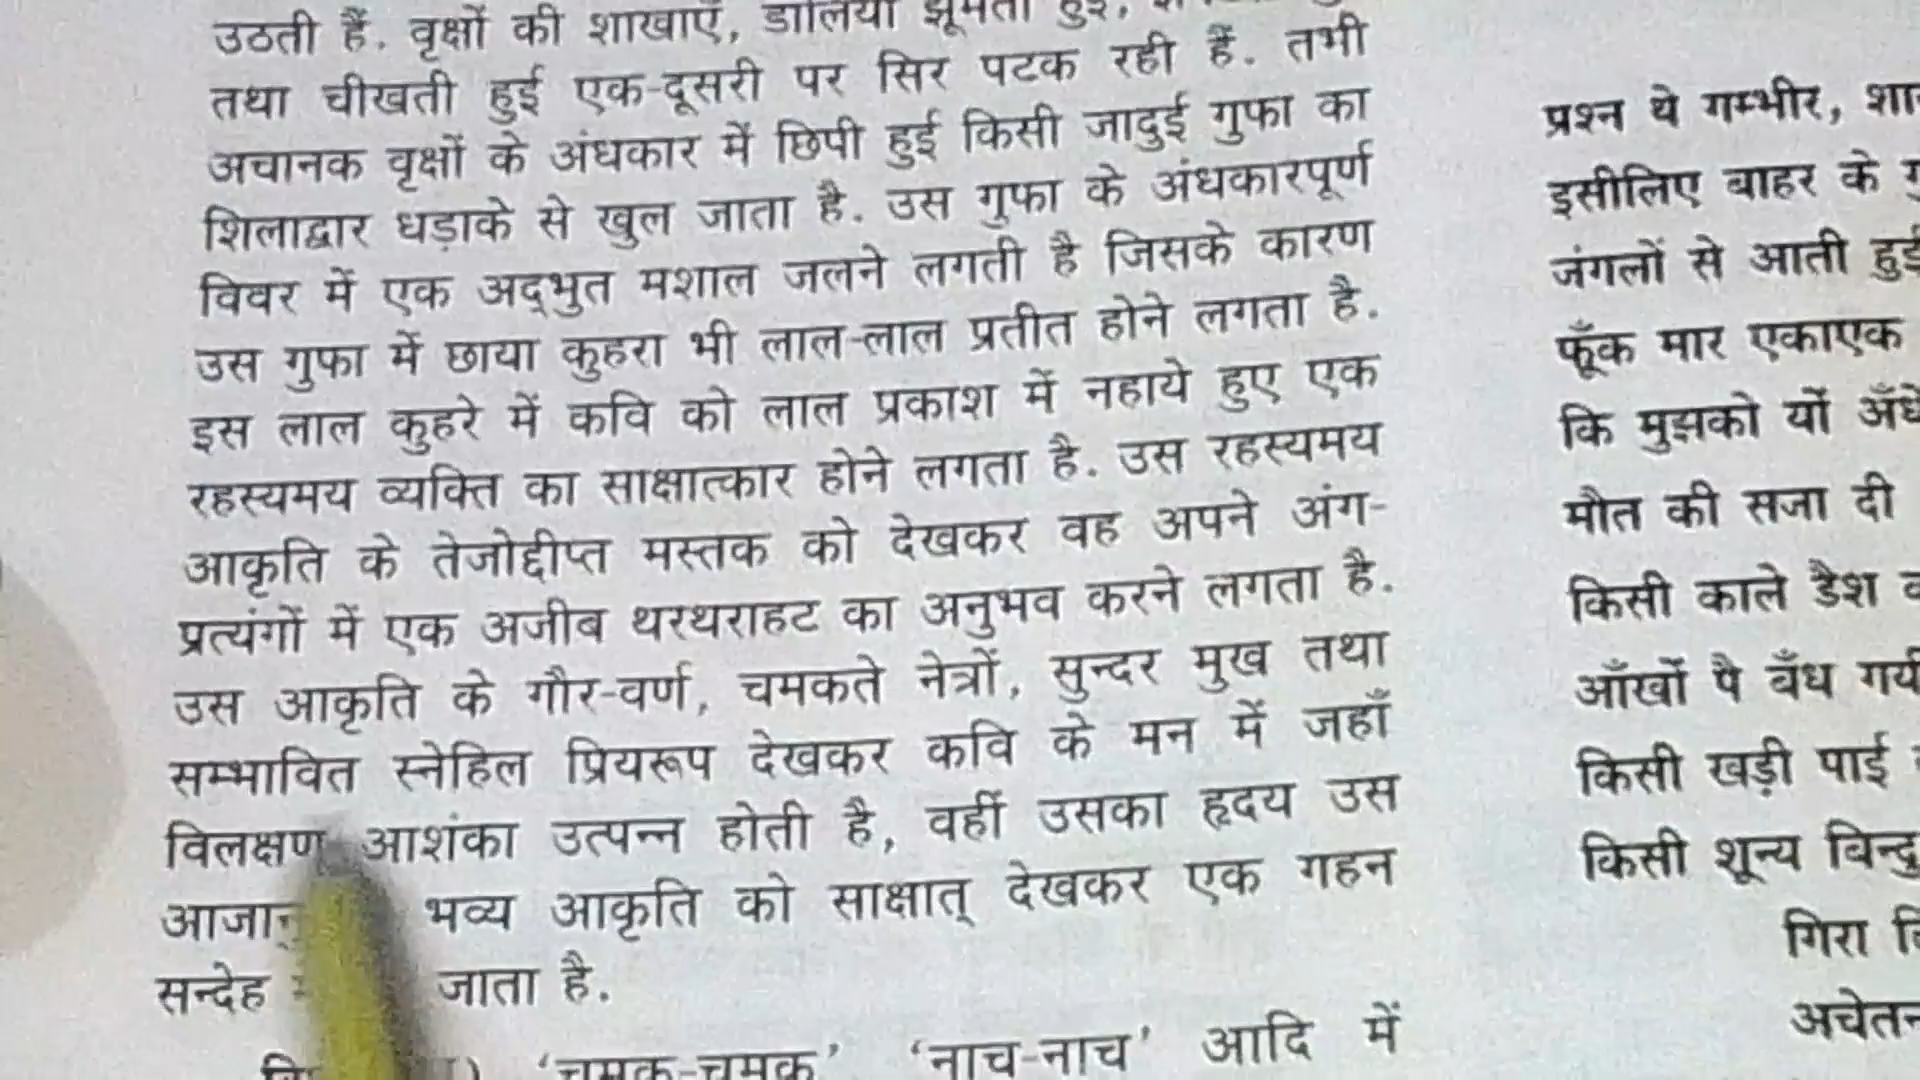 उठती हैं. वृक्षों की शाखाएँ, डालियाँ झूमती हुई,
तथा चीखती हुई एक-दूसरी पर सिर पटक रही हैं. तभी
अचानक वृक्षों के अंधकार में छिपी हुई किसी जादुई गुफा का
शिलाद्वार धड़ाके से खुल जाता है. उस गुफा के अंधकारपूर्ण
विवर में एक अद्भुत मशाल जलने लगती है जिसके कारण
उस गुफा में छाया कुहरा भी लाल-लाल प्रतीत होने लगता है.
इस लाल कुहरे में कवि को लाल प्रकाश में नहाये हुए एक
रहस्यमय व्यक्ति का साक्षात्कार होने लगता है. उस रहस्यमय
आकृति के तेजोद्दीप्त मस्तक को देखकर वह अपने अंग-
प्रत्यंगों में एक अजीब थरथराहट का अनुभव करने लगता है.
उस आकृति के गौर-वर्ण, चमकते नेत्रों, सुन्दर मुख तथा
सम्भावित स्नेहिल प्रियरूप देखकर कवि के मन में जहाँ
विलक्षण आशंका उत्पन्न होती है, वहीं उसका हृदय उस
भव्य आकृति को साक्षात् देखकर एक गहन
सन्देह जाता है.
'चमक-चमक' 'नाच-नाच' आदि में
प्रश्न थे गम्भीर,
इसीलिए बाहर के
जंगलों से आती हुई
फूँक मार एकाएक
कि मुझको यों
मौत की सजा दी
किसी काले डैश
आँखों पै बँध
किसी खड़ी पाई
किसी शून्य बिन्दु
गिरा